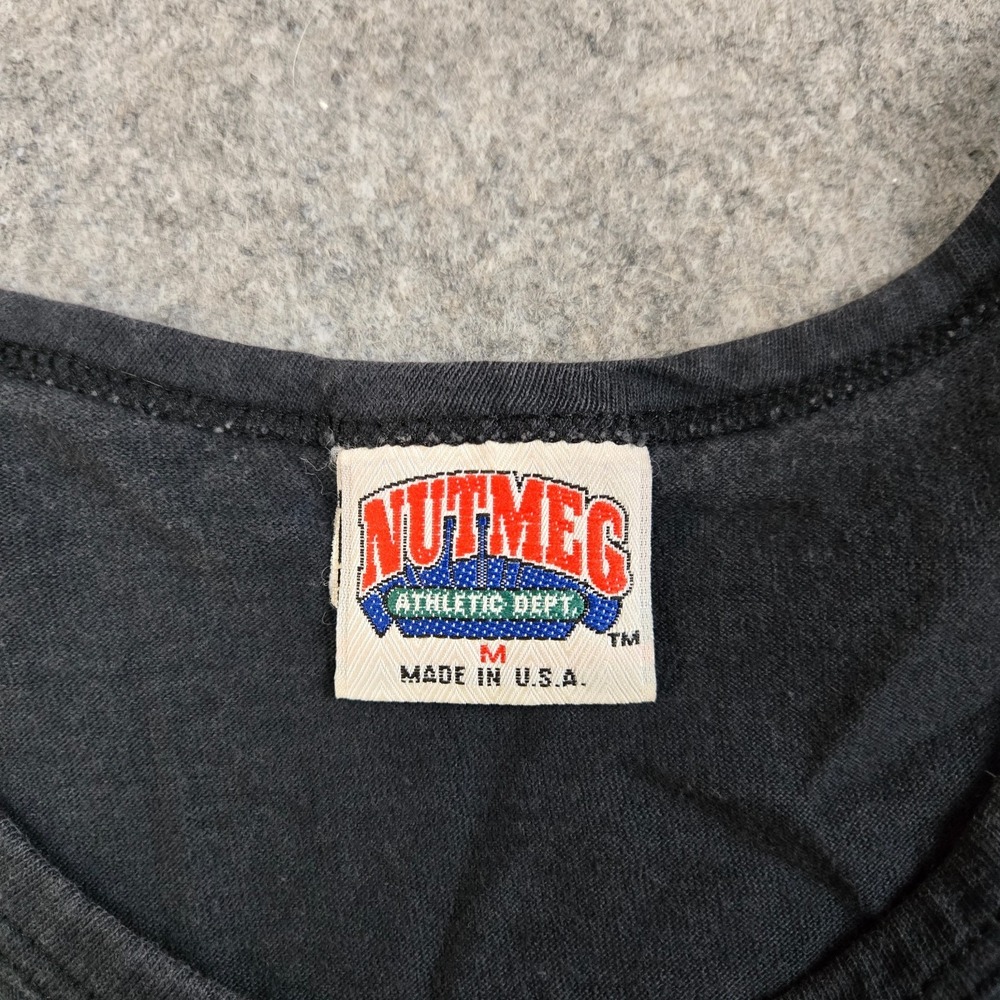 NUTMEG
ATHLETIC DEPT.
TM
M
MADE IN U.S.A.